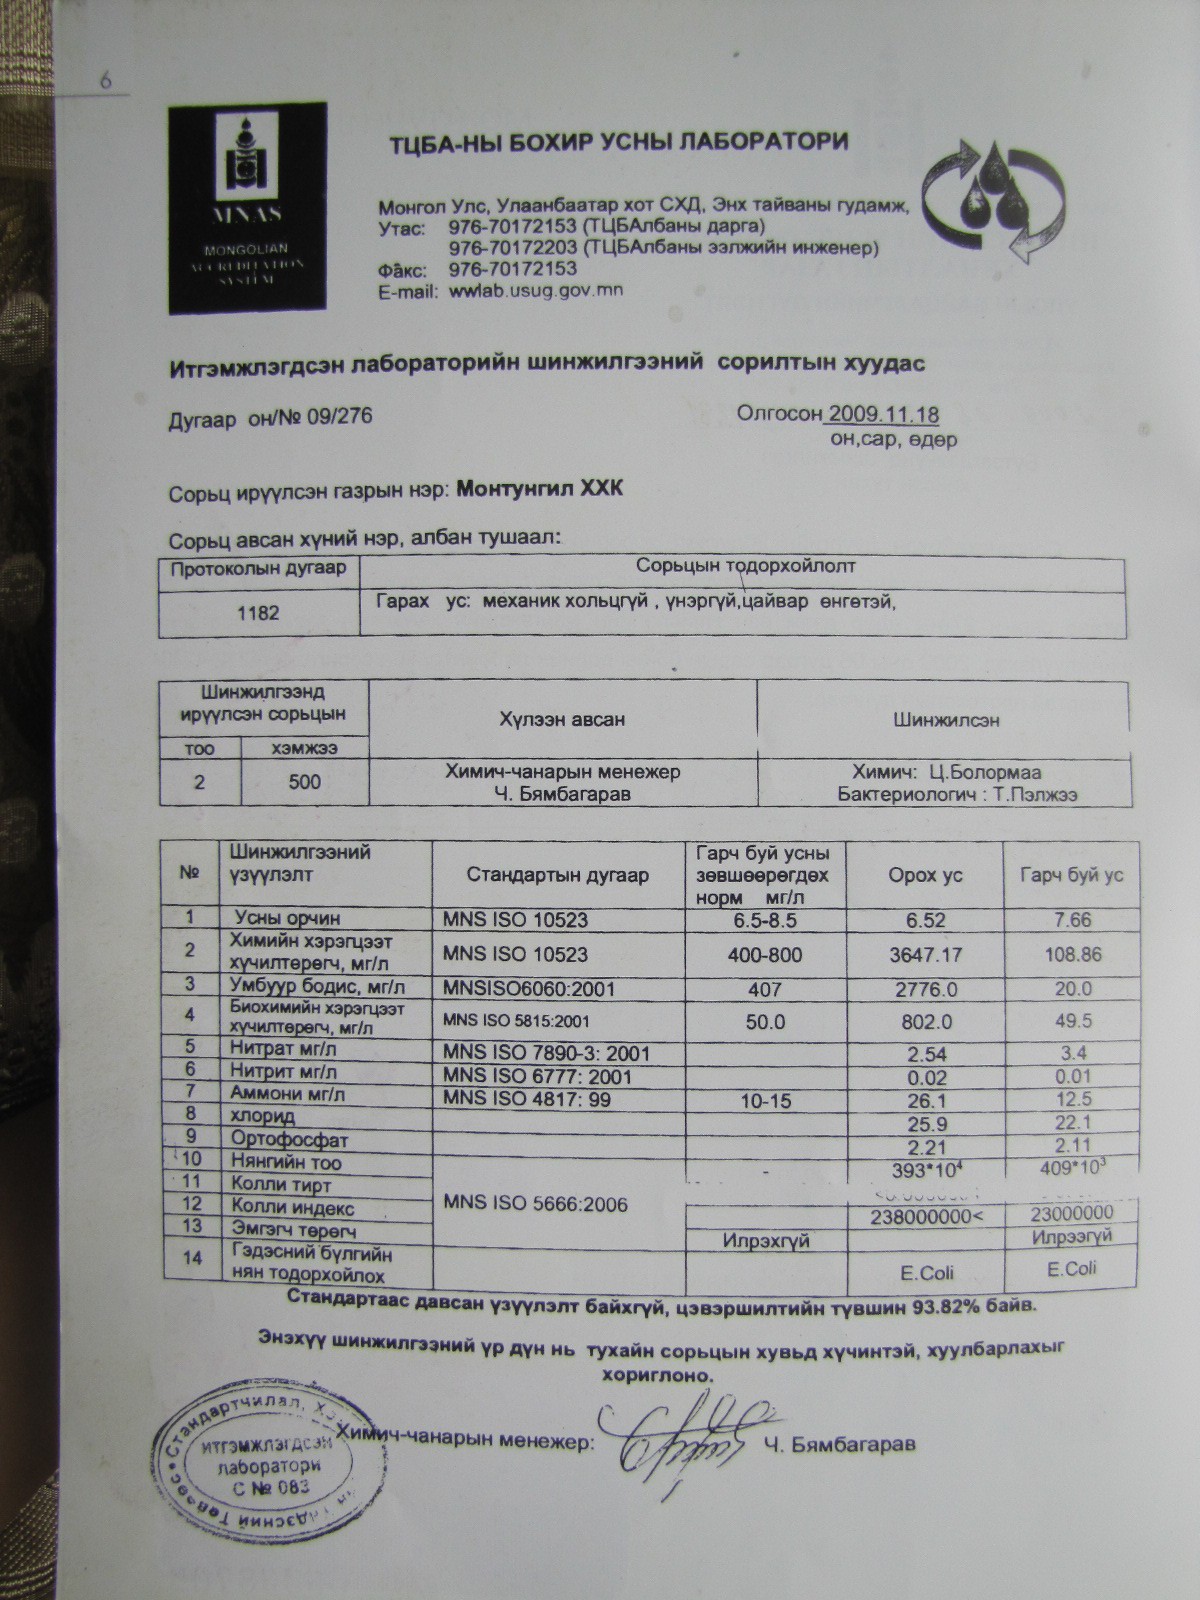 6
MNAS
MONGOLIAN
ACCREDITATION
SYSTEM
ТЦБА-НЫ БОХИР УСНЫ ЛАБОРАТОРИ
Монгол Улс, Улаанбаатар хот СХД, Энх тайваны гудамж,
Утас: 976-70172153 (ТЦБАлбаны дарга)
976-70172203 (ТЦБАлбаны ээлжийн инженер)
Факс: 976-70172153
E-mail: wwlab.usug.gov.mn
Итгэмжлэгдсэн лабораторийн шинжилгээний сорилтын хуудас
Дугаар он/№ 09/276 Олгосон 2009.11.18
он,сар, өдөр
Сорьц ирүүлсэн газрын нэр: Монтунгил ХХК
Сорьц авсан хүний нэр, албан тушаал:
Протоколын дугаар Сорьцын тодорхойлолт
1182 Гарах ус: механик хольцгүй , үнэргүй,цайвар өнгөтэй,
Шинжилгээнд
ирүүлсэн сорьцын Хүлээн авсан Шинжилсэн
тоо хэмжээ
2 500 Химич-чанарын менежер Химич: Ц.Болормаа
Ч. Бямбагарав Бактериологич : Т.Пэлжээ
№ Шинжилгээний Стандартын дугаар Гарч буй усны Орох ус Гарч буй ус
үзүүлэлт зөвшөөрөгдөх
норм мг/л
1 Усны орчин MNS ISO 10523 6.5-8.5 6.52 7.66
2 Химийн хэрэгцээт MNS ISO 10523 400-800 3647.17 108.86
хүчилтөрөгч, мг/л
3 Умбуур бодис, мг/л MNSISO6060:2001 407 2776.0 20.0
4 Биохимийн хэрэгцээт MNS ISO 5815:2001 50.0 802.0 49.5
хүчилтөрөгч, мг/л
5 Нитрат мг/л MNS ISO 7890-3: 2001 2.54 3.4
6 Нитрит мг/л MNS ISO 6777: 2001 0.02 0.01
7 Аммони мг/л MNS ISO 4817: 99 10-15 26.1 12.5
8 хлорид 25.9 22.1
9 Ортофосфат 2.21 2.11
10 Нянгийн тоо - 393*10⁴ 409*10³
11 Колли тирт
MNS ISO 5666:2006
12 Колли индекс 238000000< 23000000
13 Эмгэгч төрөгч Илрэхгүй Илрээгүй
14 Гэдэсний бүлгийн E.Coli E.Coli
нян тодорхойлох
Стандартаас давсан үзүүлэлт байхгүй, цэвэршилтийн түвшин 93.82% байв.
Энэхүү шинжилгээний үр дүн нь тухайн сорьцын хувьд хүчинтэй, хуулбарлахыг
хориглоно.
Химич-чанарын менежер: Ч. Бямбагарав
Стандартчилал,
ИТГЭМЖЛЭГДСЭН
лаборатори
С № 083